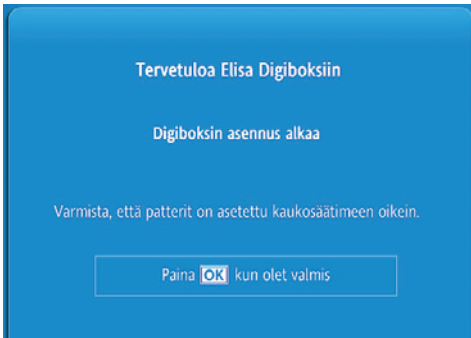 Tervetuloa Elisa Digiboksiin
Digiboksin asennus alkaa
Varmista, että patterit on asetettu kaukosäätimeen oikein.
Paina OK kun olet valmis